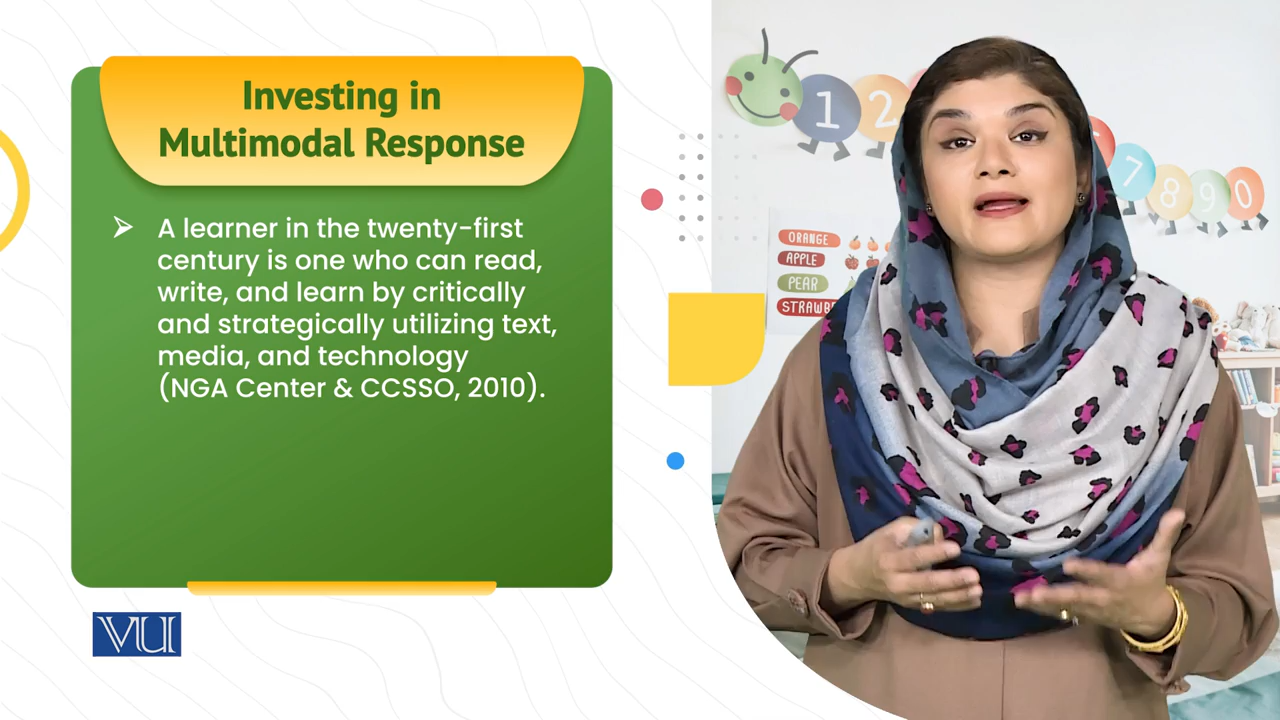 Investing in
Multimodal Response
➢ A learner in the twenty-first
century is one who can read,
write, and learn by critically
and strategically utilizing text,
media, and technology
(NGA Center & CCSSO, 2010).
VU
1 2
7 8 9 0
ORANGE
APPLE
PEAR